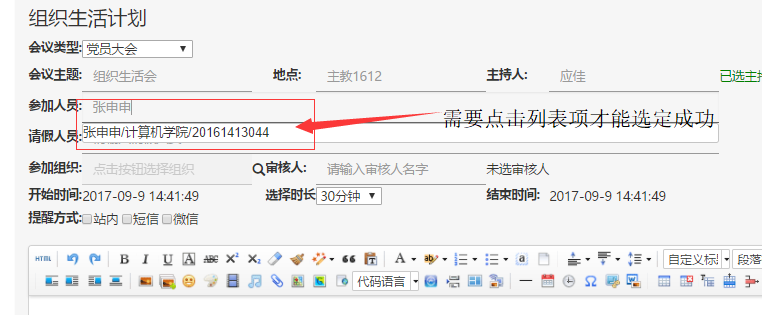 组织生活计划
会议类型: 党员大会
会议主题: 组织生活会 地点: 主教1612 主持人: 应佳 已选主持
参加人员: 张申申
需要点击列表项才能选定成功
请假人员: 张申申/计算机学院/20161413044
参加组织: 点击按钮选择组织 审核人: 请输入审核人名字 未选审核人
开始时间: 2017-09-9 14:41:49 选择时长 30分钟 结束时间: 2017-09-9 14:41:49
提醒方式: 站内 短信 微信
HTML B I U A ABC X² X₂ A ab a 自定义标题 段落
代码语言